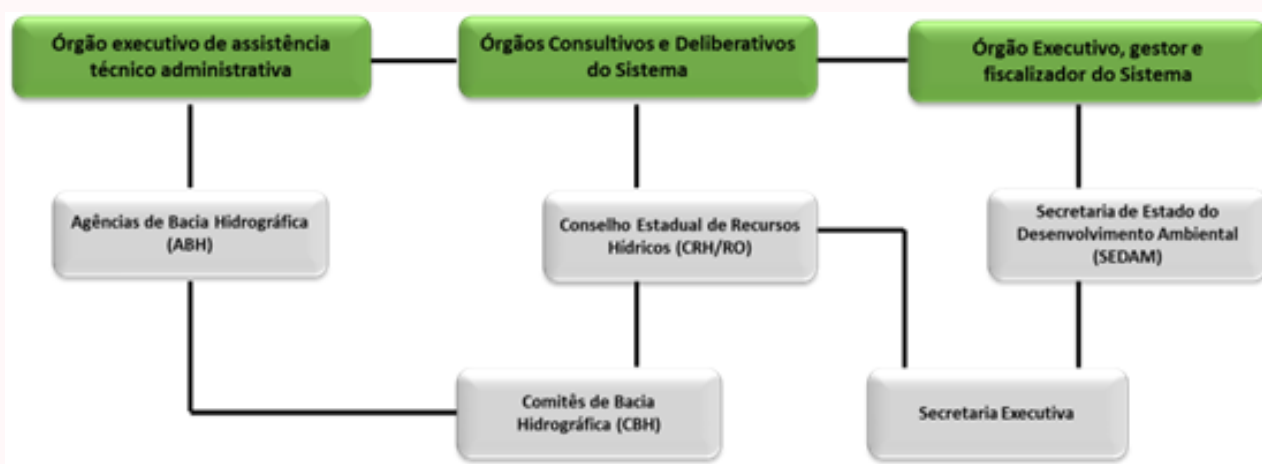 Órgão executivo de assistência
técnico administrativa
Órgãos Consultivos e Deliberativos
do Sistema
Órgão Executivo, gestor e
fiscalizador do Sistema
Agências de Bacia Hidrográfica
(ABH)
Conselho Estadual de Recursos
Hídricos (CRH/RO)
Secretaria de Estado do
Desenvolvimento Ambiental
(SEDAM)
Comitês de Bacia
Hidrográfica (CBH)
Secretaria Executiva